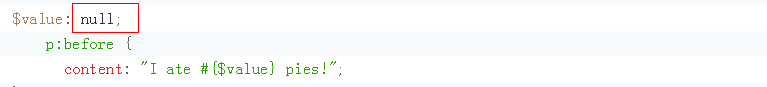 $value: null;
p:before {
content: "I ate #{$value} pies!";